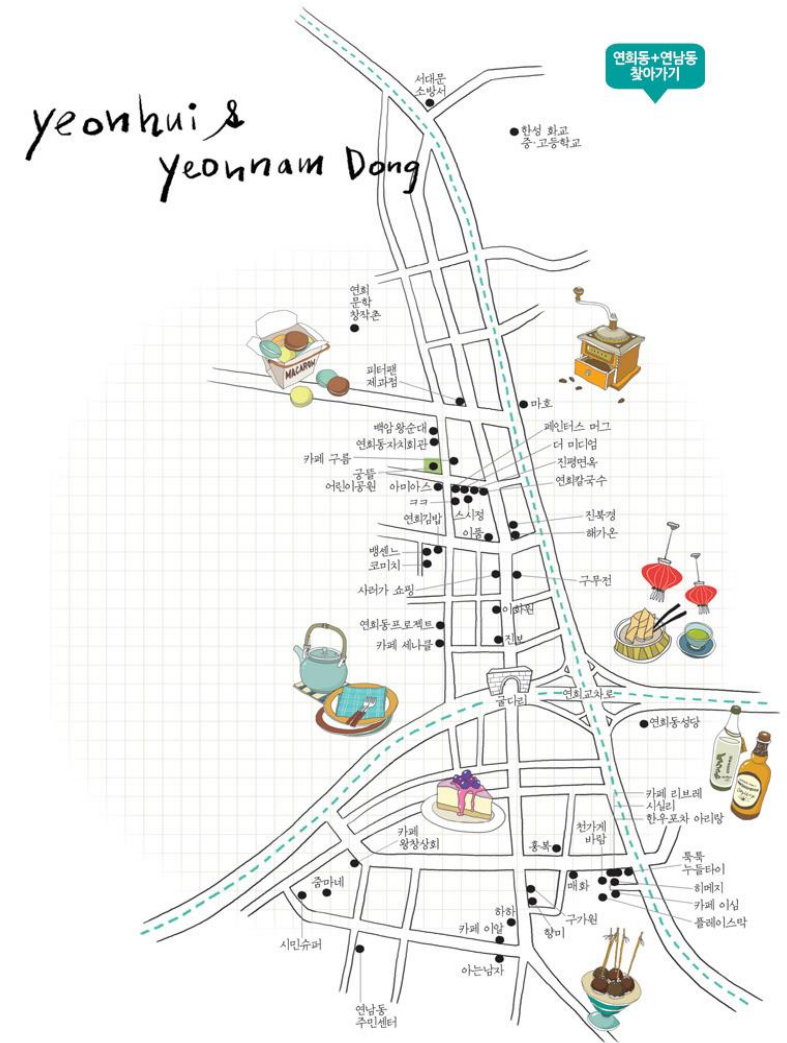 연희동+연남동
찾아가기
yeonhui &
yeonnam Dong
서대문
소방서
한성 화교
중·고등학교
연희
문학
창작촌
MACARON
피터팬
제과점
마호
백암왕순대
연희동자치회관
카페 구름
궁뜰
어린이공원
아미아스
ㅋㅋ
연희김밥
스시정
이품
페인터스 머그
더 미디엄
진평면옥
연희칼국수
진북경
해가온
뱅센느
코미치
사러가 쇼핑
구무전
이화원
연희동프로젝트
카페 세나클
진보
굴다리
연희교차로
연희동성당
카페 리브레
시실리
한우포차 아리랑
천가게
바람
홍복
카페
왕창상회
툭툭
누들타이
줌마네
매화
히메지
카페 이심
플레이스막
하하
구가원
향미
카페 이알
시민슈퍼
아는남자
연남동
주민센터